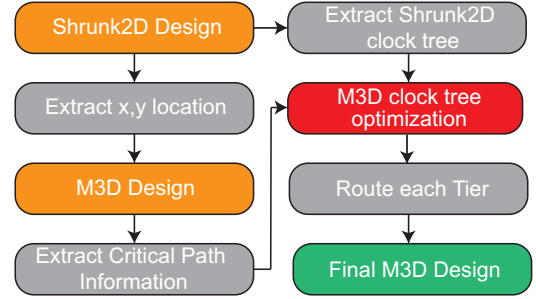 Shrunk2D Design
Extract x,y location
M3D Design
Extract Critical Path
Information
Extract Shrunk2D
clock tree
M3D clock tree
optimization
Route each Tier
Final M3D Design